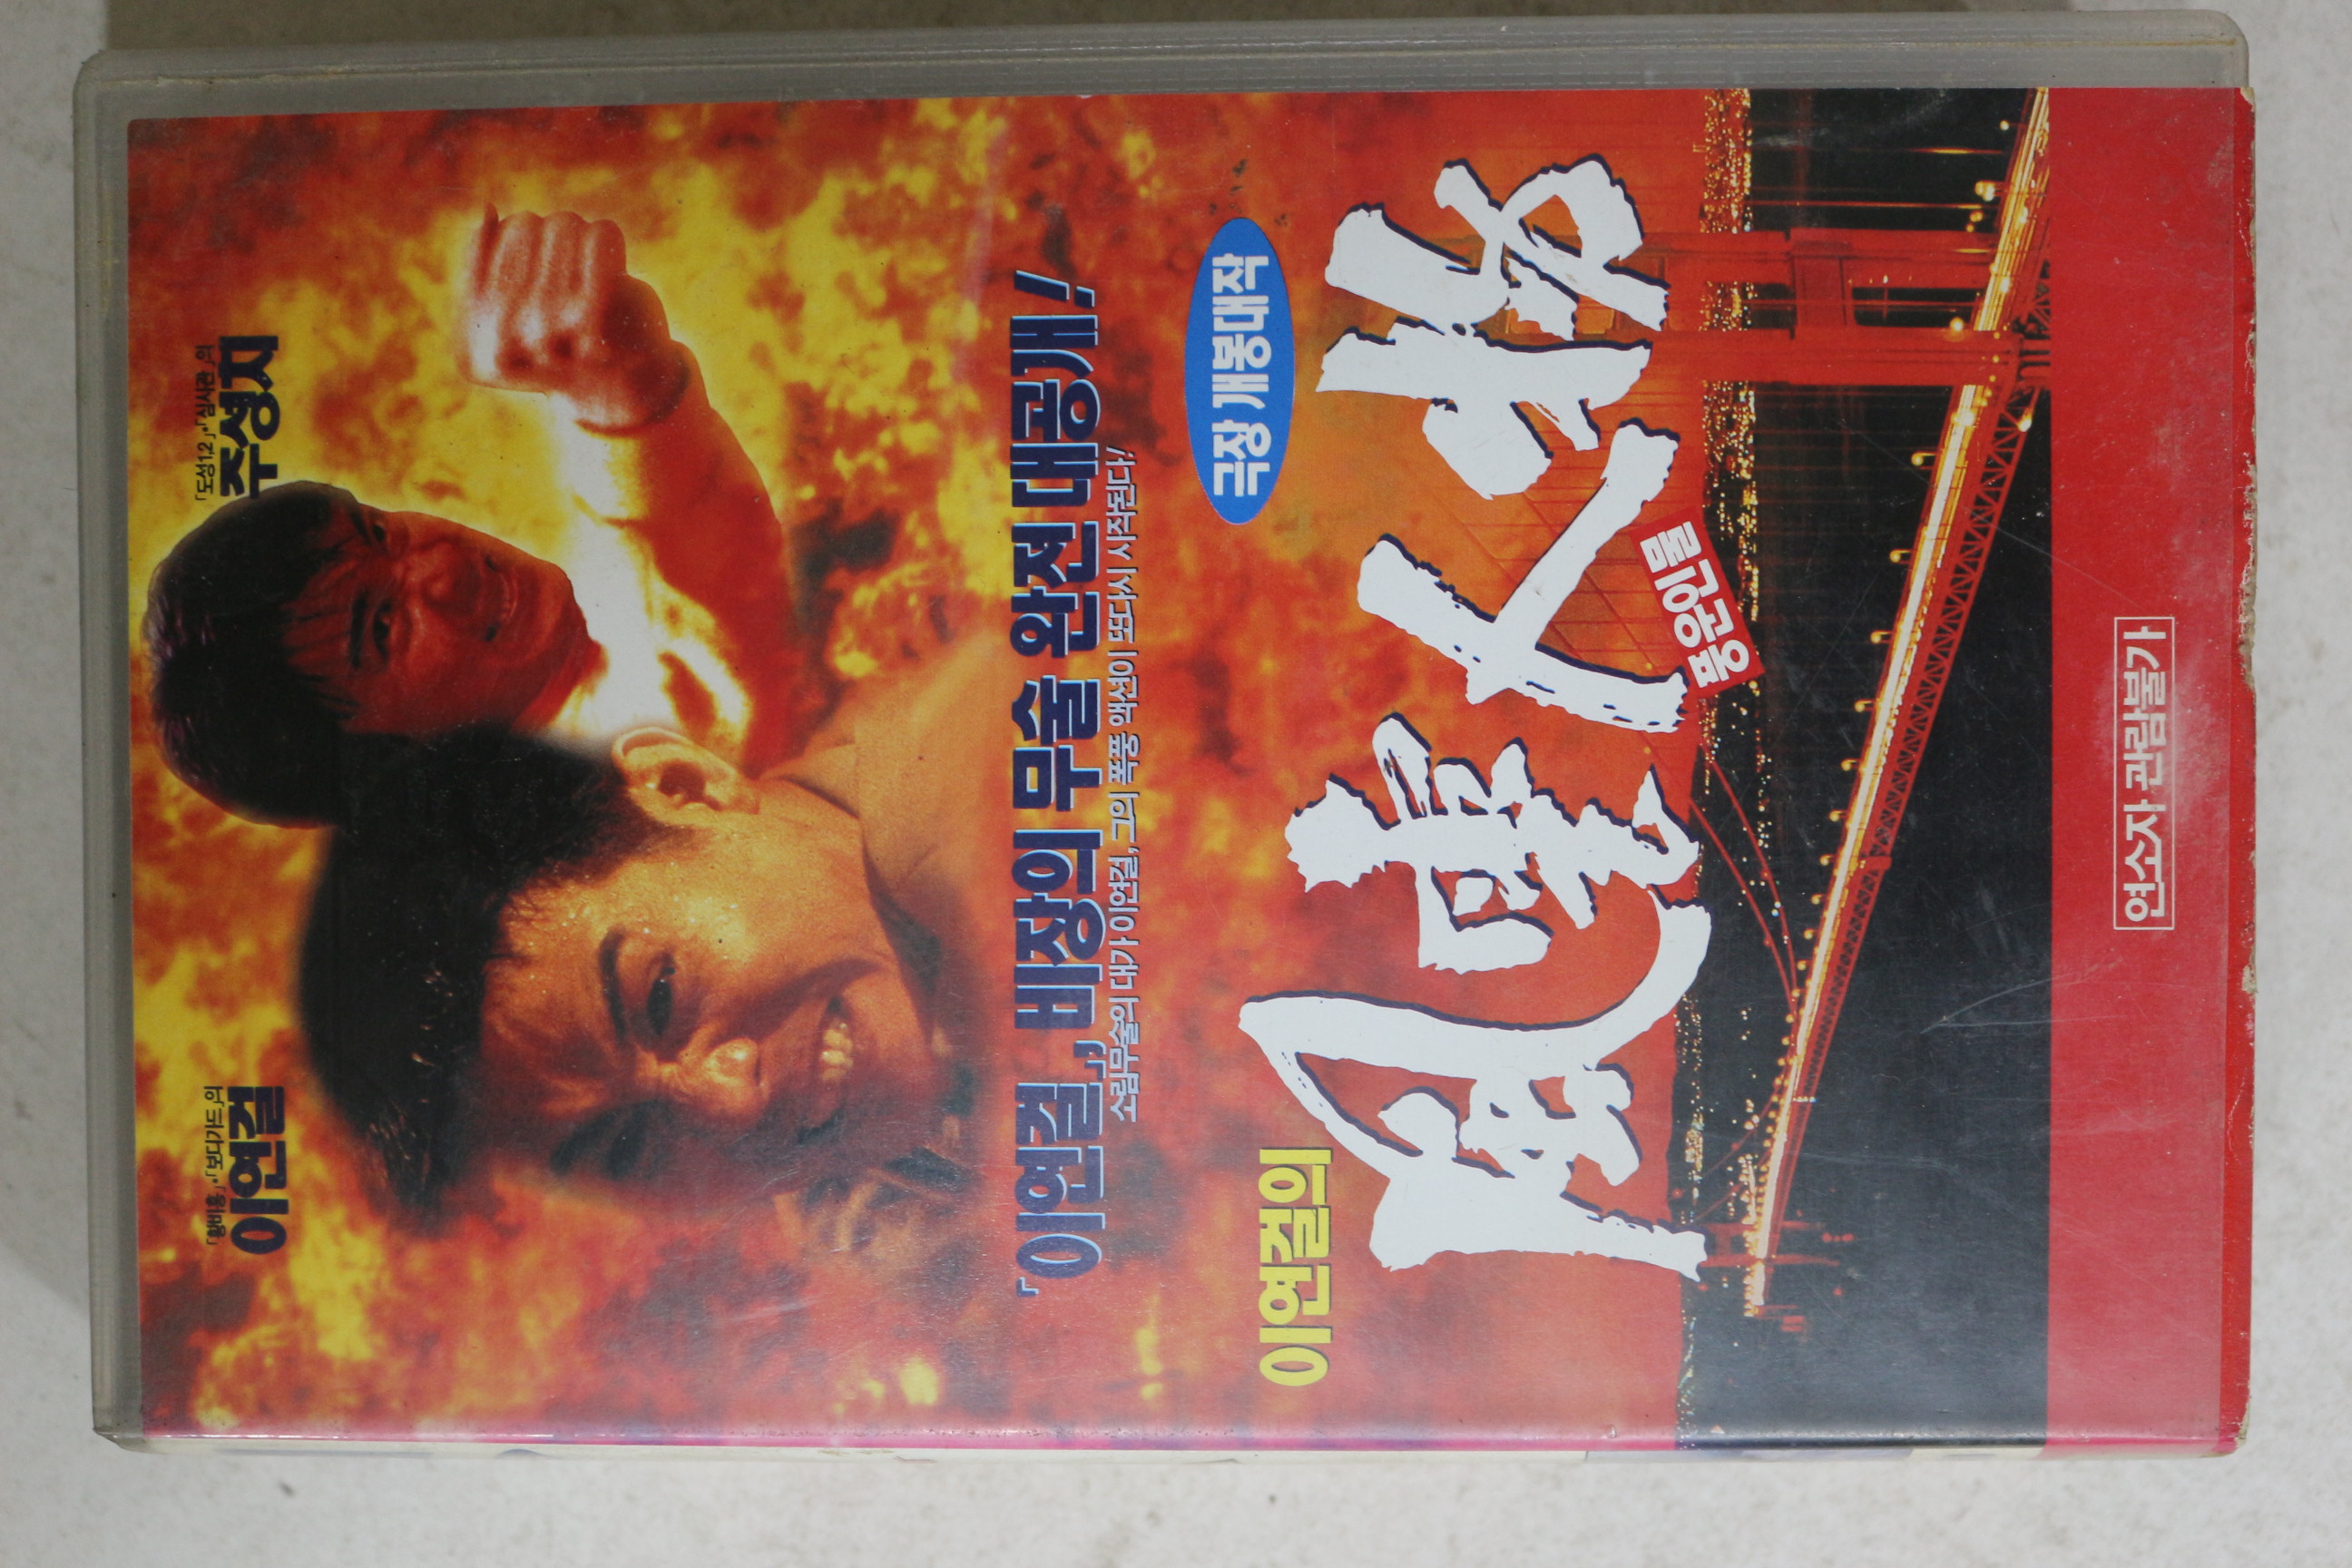 「황비홍」·「보디가드」의
이연걸
「도성1,2」·「심사관」의
주성치
「이연걸」, 비장의 무술 완전 대공개!
소림무술의 대가 이연걸, 그의 폭풍 액션이 또다시 시작된다!
극장 개봉대작
이연걸의
風雲人物
풍운인물
연소자 관람불가